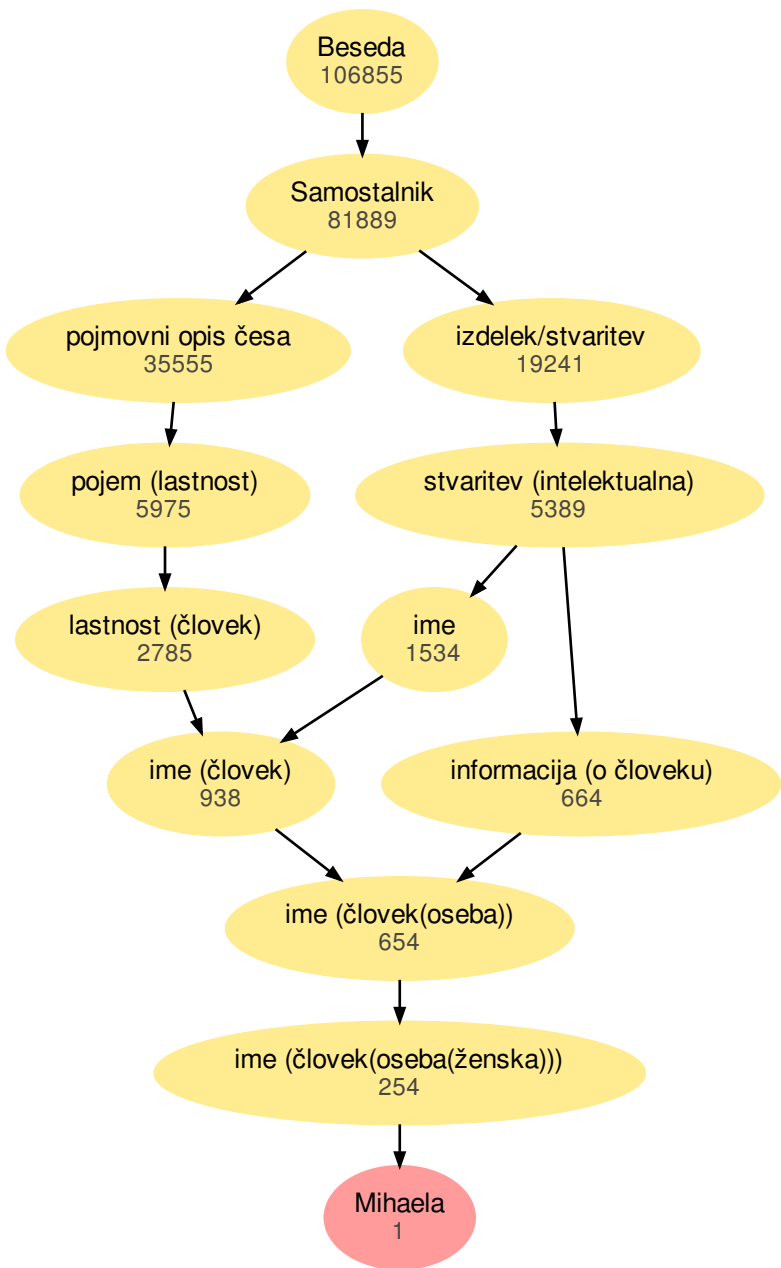 Beseda
106855
Samostalnik
81889
pojmovni opis česa
35555
izdelek/stvaritev
19241
pojem (lastnost)
5975
stvaritev (intelektualna)
5389
lastnost (človek)
2785
ime
1534
ime (človek)
938
informacija (o človeku)
664
ime (človek(oseba))
654
ime (človek(oseba(ženska)))
254
Mihaela
1